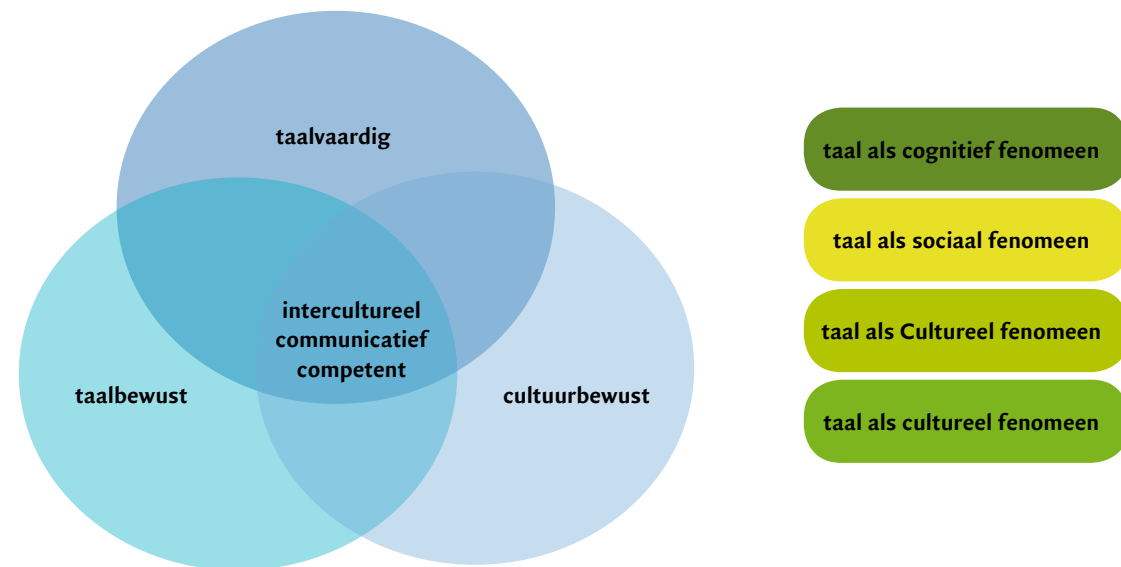 taalvaardig
intercultureel
communicatief
competent
taalbewust
cultuurbewust
taal als cognitief fenomeen
taal als sociaal fenomeen
taal als Cultureel fenomeen
taal als cultureel fenomeen